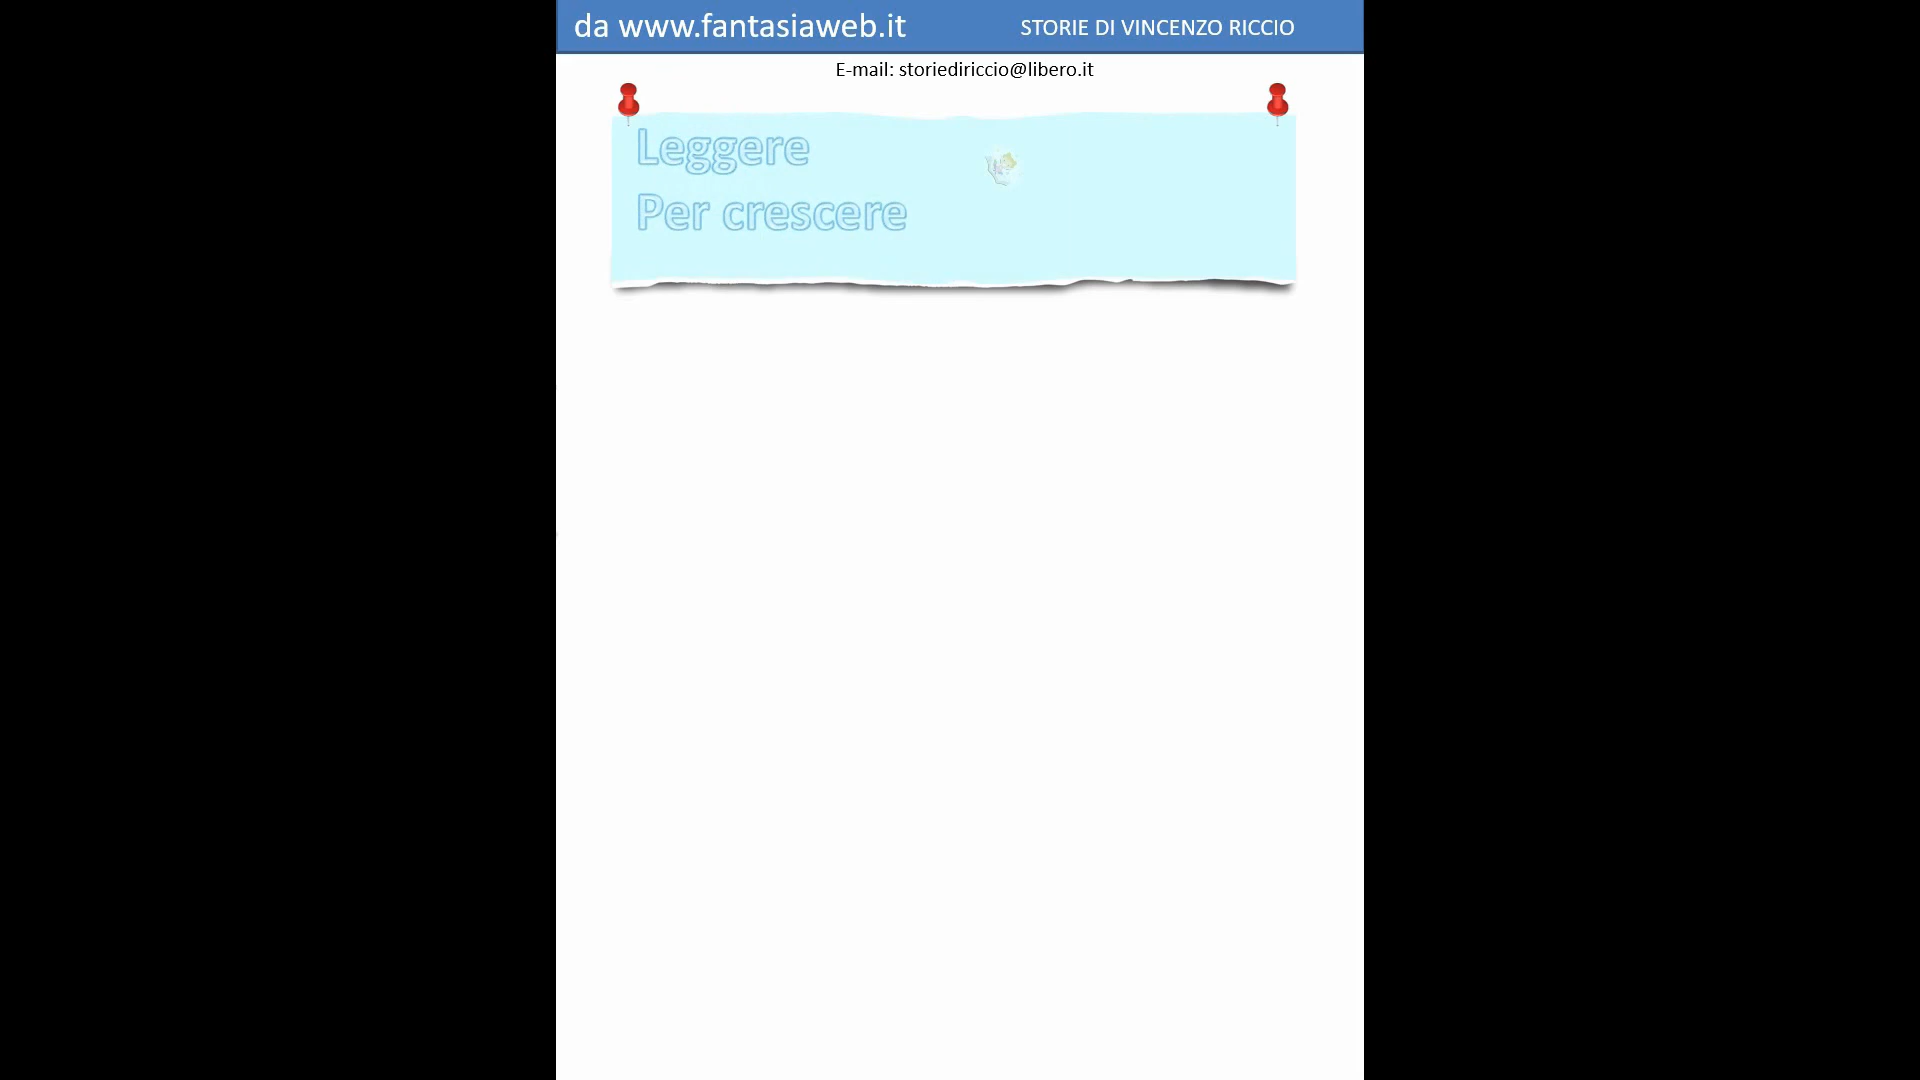 da www.fantasiaweb.it STORIE DI VINCENZO RICCIO
E-mail: storiediriccio@libero.it
Leggere
Per crescere